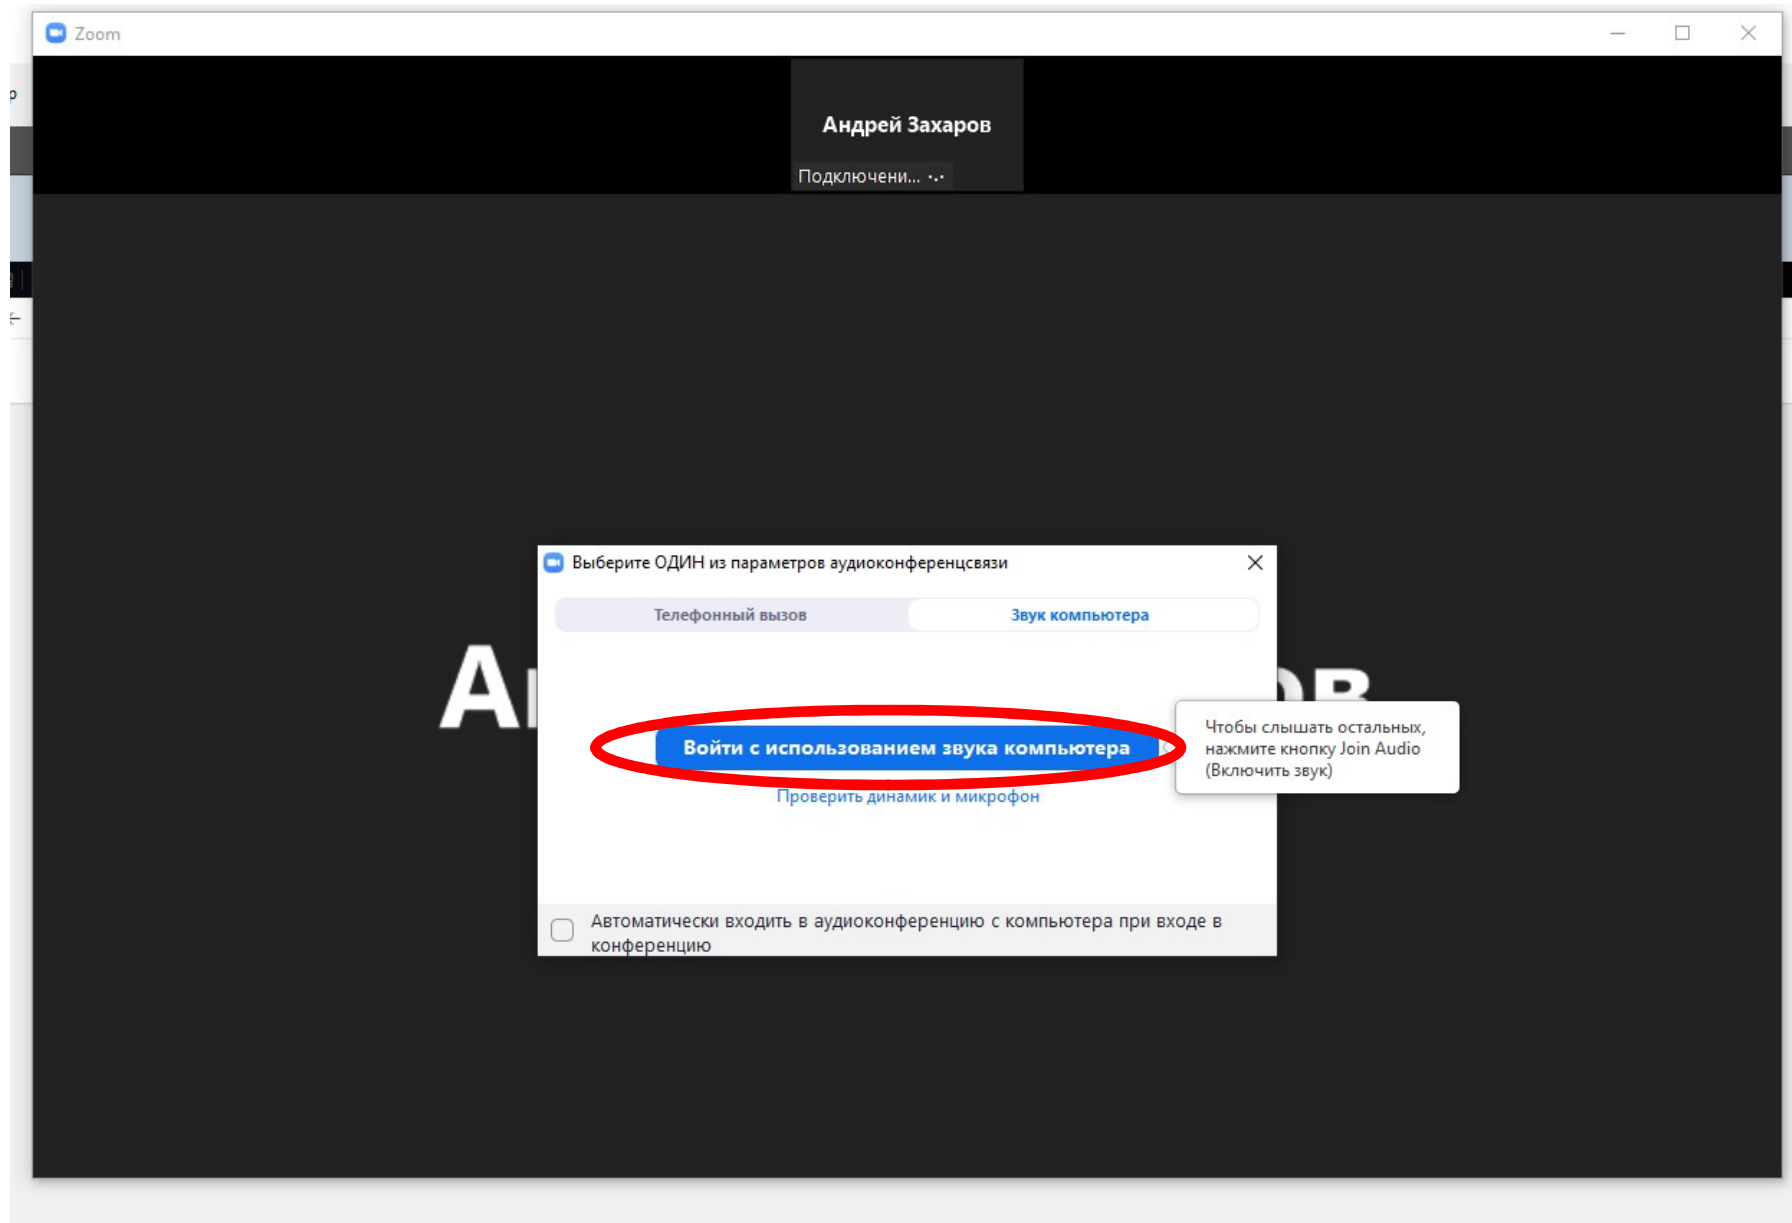 Zoom
р
Андрей Захаров
Подключени...
Выберите ОДИН из параметров аудиоконференцсвязи
Телефонный вызов
Звук компьютера
Войти с использованием звука компьютера
Чтобы слышать остальных,
нажмите кнопку Join Audio
(Включить звук)
Проверить динамик и микрофон
Автоматически входить в аудиоконференцию с компьютера при входе в
конференцию